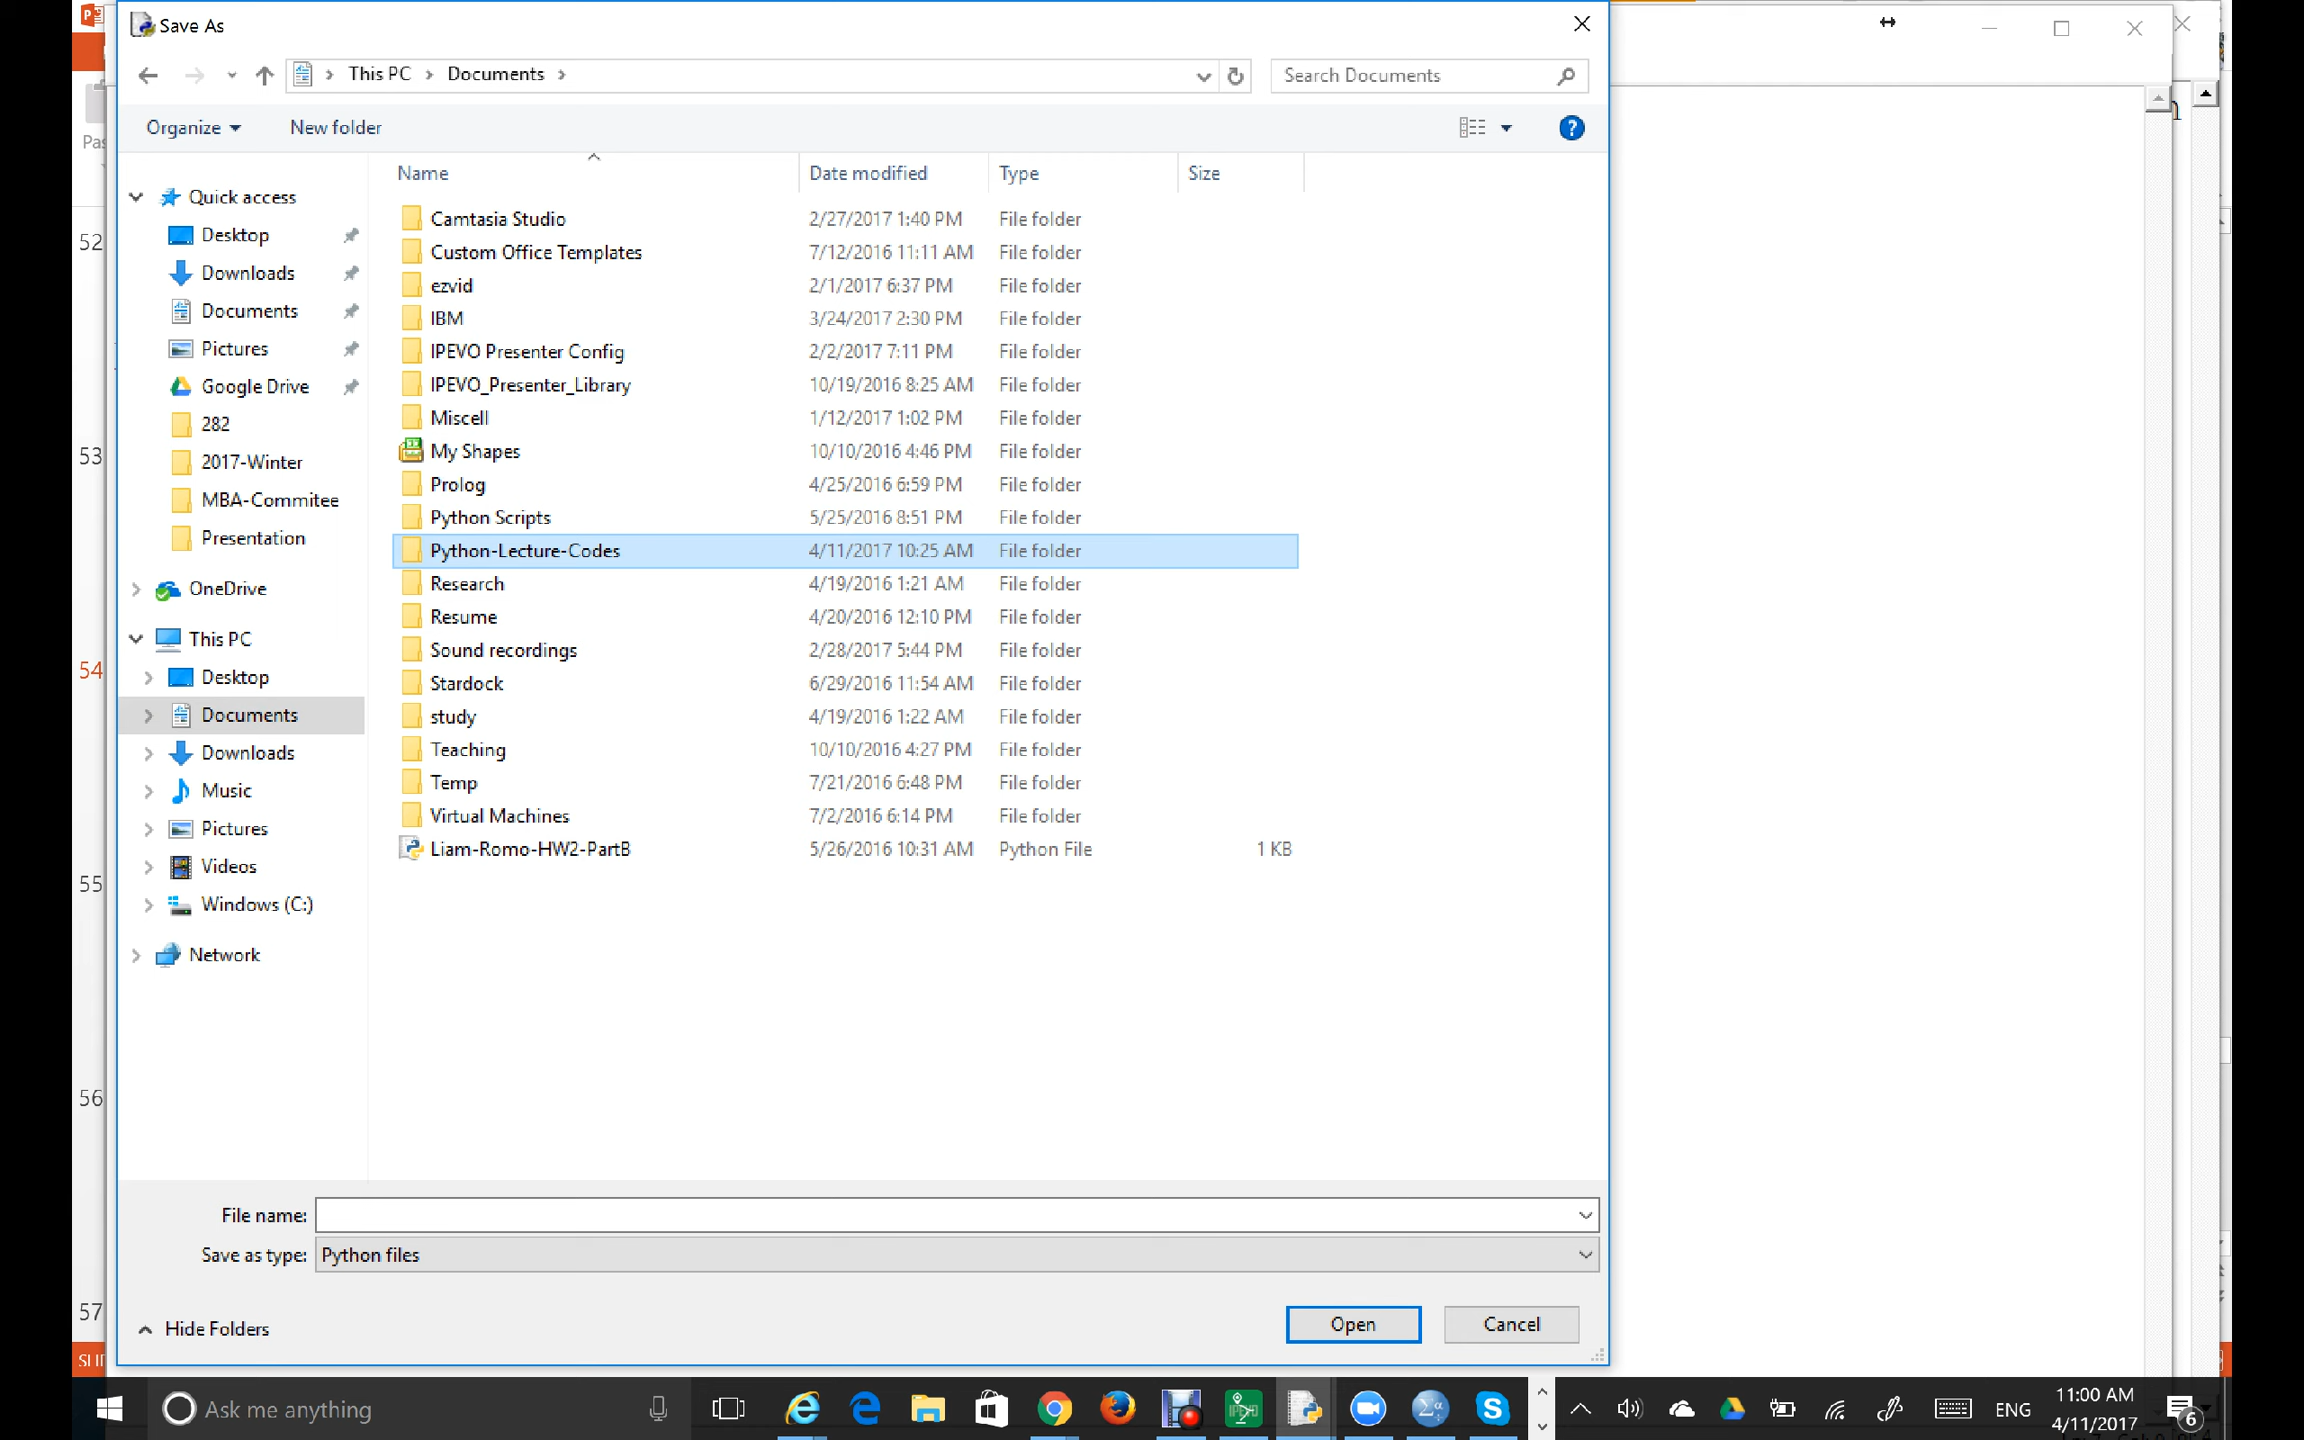 Save As
This PC > Documents >
Search Documents
Organize
New folder
Pas
Name
Date modified
Type
Size
Quick access
Desktop
Downloads
Documents
Pictures
Google Drive
282
2017-Winter
MBA-Commitee
Presentation
OneDrive
This PC
Desktop
Documents
Downloads
Music
Pictures
Videos
Windows (C:)
Network
Camtasia Studio 2/27/2017 1:40 PM File folder
Custom Office Templates 7/12/2016 11:11 AM File folder
ezvid 2/1/2017 6:37 PM File folder
IBM 3/24/2017 2:30 PM File folder
IPEVO Presenter Config 2/2/2017 7:11 PM File folder
IPEVO_Presenter_Library 10/19/2016 8:25 AM File folder
Miscell 1/12/2017 1:02 PM File folder
My Shapes 10/10/2016 4:46 PM File folder
Prolog 4/25/2016 6:59 PM File folder
Python Scripts 5/25/2016 8:51 PM File folder
Python-Lecture-Codes 4/11/2017 10:25 AM File folder
Research 4/19/2016 1:21 AM File folder
Resume 4/20/2016 12:10 PM File folder
Sound recordings 2/28/2017 5:44 PM File folder
Stardock 6/29/2016 11:54 AM File folder
study 4/19/2016 1:22 AM File folder
Teaching 10/10/2016 4:27 PM File folder
Temp 7/21/2016 6:48 PM File folder
Virtual Machines 7/2/2016 6:14 PM File folder
Liam-Romo-HW2-PartB 5/26/2016 10:31 AM Python File 1 KB
52
53
54
55
56
57
File name:
Save as type: Python files
Hide Folders
Open
Cancel
Ask me anything
IPEVO
ENG
11:00 AM
4/11/2017
6